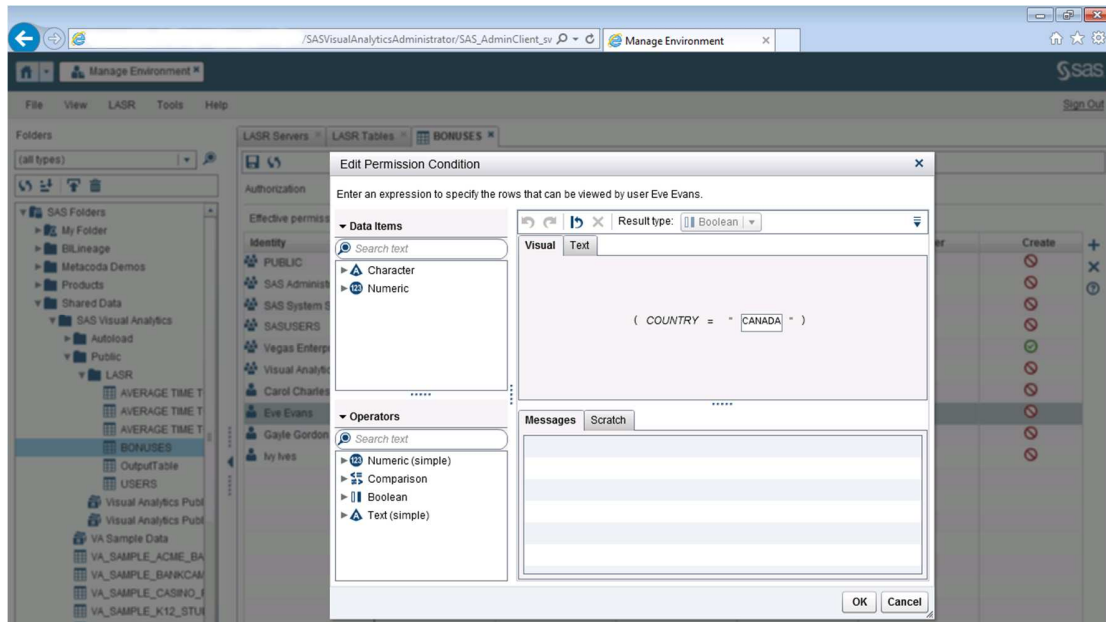 /SASVisualAnalyticsAdministrator/SAS_AdminClient_sv
Manage Environment
Manage Environment
sas
File View LASR Tools Help
Sign Out
Folders
LASR Servers LASR Tables BONUSES
(all types)
Authorization
Effective permiss
Identity
er
Create
SAS Folders
My Folder
BILineage
Metacoda Demos
Products
Shared Data
SAS Visual Analytics
Autoload
Public
LASR
AVERAGE TIME T
AVERAGE TIME T
AVERAGE TIME T
BONUSES
OutputTable
USERS
Visual Analytics Publ
Visual Analytics Publ
VA Sample Data
VA_SAMPLE_ACME_BA
VA_SAMPLE_BANKCAM
VA_SAMPLE_CASINO_F
VA_SAMPLE_K12_STUI
PUBLIC
SAS Administ
SAS System S
SASUSERS
Vegas Enterp
Visual Analytic
Carol Charles
Eve Evans
Gayle Gordon
Ivy Ives
Edit Permission Condition
Enter an expression to specify the rows that can be viewed by user Eve Evans.
Data Items
Search text
Character
Numeric
Operators
Search text
Numeric (simple)
Comparison
Boolean
Text (simple)
Result type: Boolean
Visual Text
( COUNTRY = " CANADA " )
Messages Scratch
OK Cancel